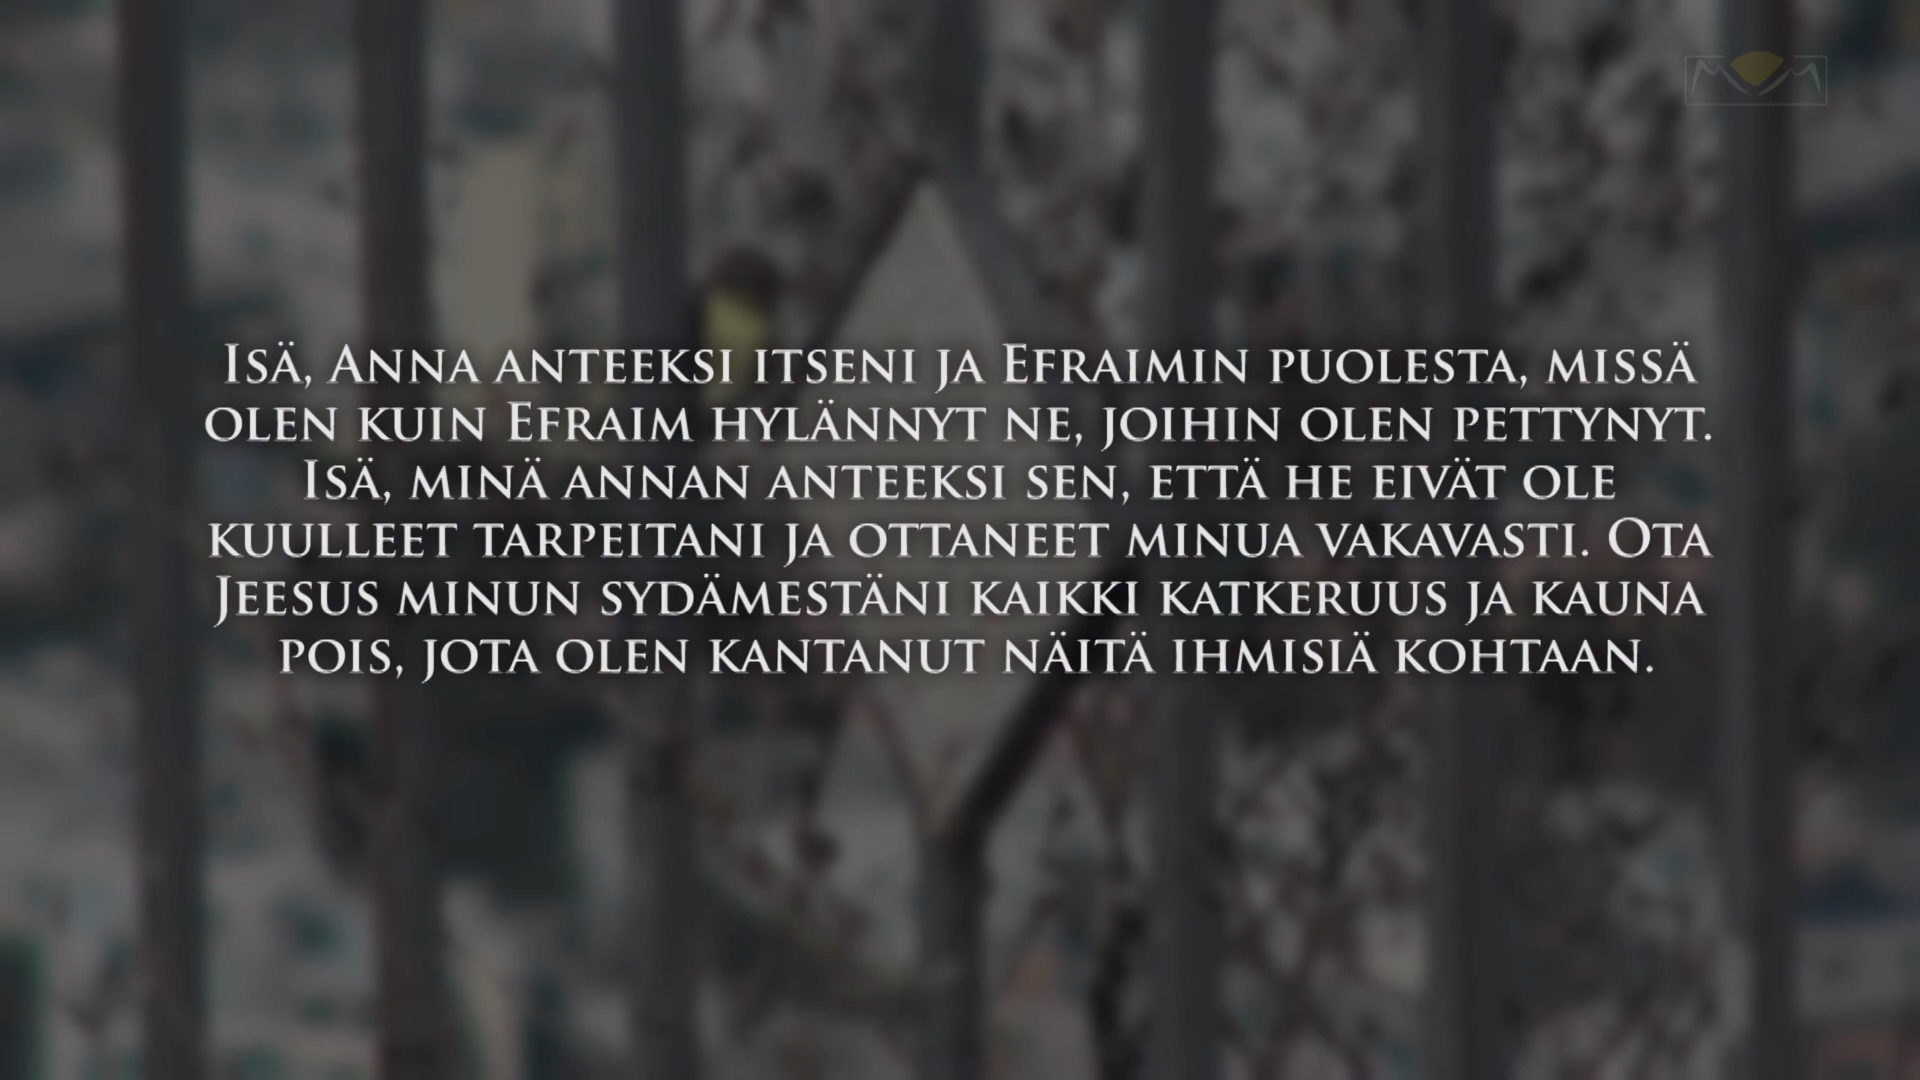 Isä, Anna anteeksi itseni ja Efraimin puolesta, missä
olen kuin Efraim hylännyt ne, joihin olen pettynyt.
Isä, minä annan anteeksi sen, että he eivät ole
kuulleet tarpeitani ja ottaneet minua vakavasti. Ota
Jeesus minun sydämestäni kaikki katkeruus ja kauna
pois, jota olen kantanut näitä ihmisiä kohtaan.